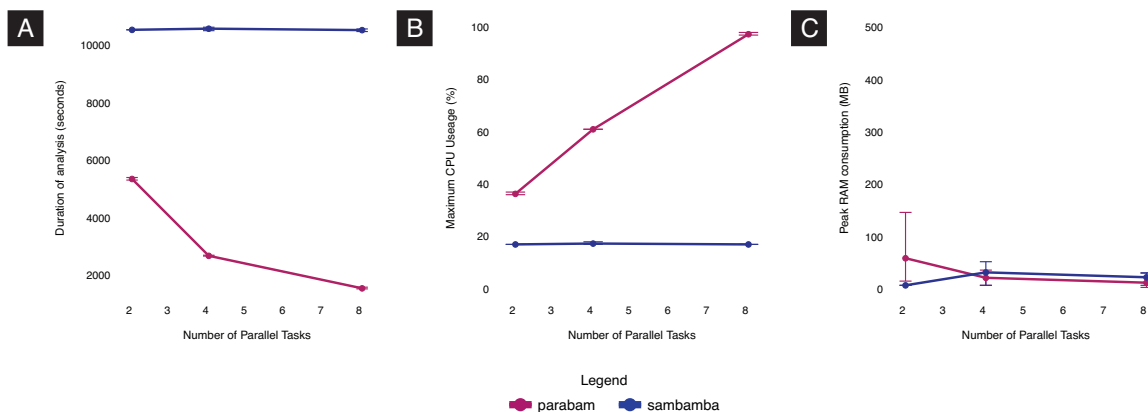 A
Duration of analysis (seconds)
10000
8000
6000
4000
2000
2 3 4 5 6 7 8
Number of Parallel Tasks
B
Maximum CPU Useage (%)
100
80
60
40
20
0
2 3 4 5 6 7 8
Number of Parallel Tasks
C
Peak RAM consumption (MB)
500
400
300
200
100
0
2 3 4 5 6 7 8
Number of Parallel Tasks
Legend
parabam sambamba